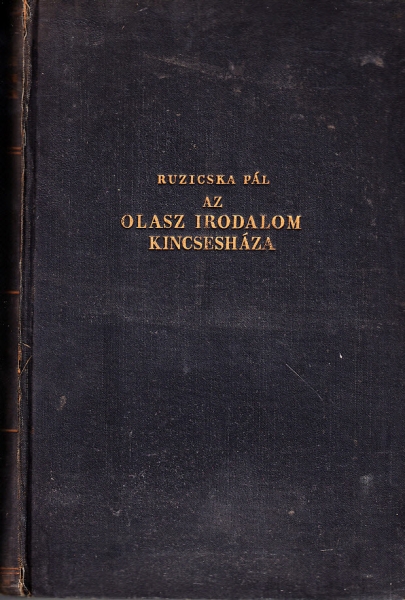 RUZICSKA PÁL
AZ
OLASZ IRODALOM
KINCSESHÁZA